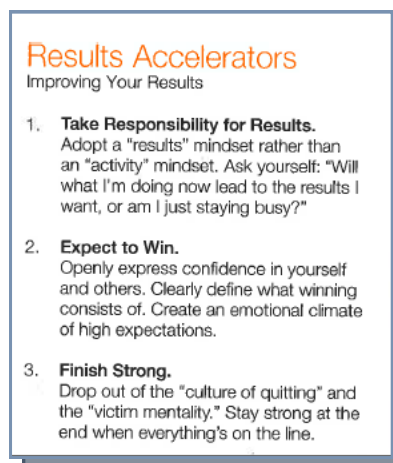 Results Accelerators
Improving Your Results
1. Take Responsibility for Results.
Adopt a "results" mindset rather than
an "activity" mindset. Ask yourself: "Will
what I'm doing now lead to the results I
want, or am I just staying busy?"
2. Expect to Win.
Openly express confidence in yourself
and others. Clearly define what winning
consists of. Create an emotional climate
of high expectations.
3. Finish Strong.
Drop out of the "culture of quitting" and
the "victim mentality." Stay strong at the
end when everything's on the line.